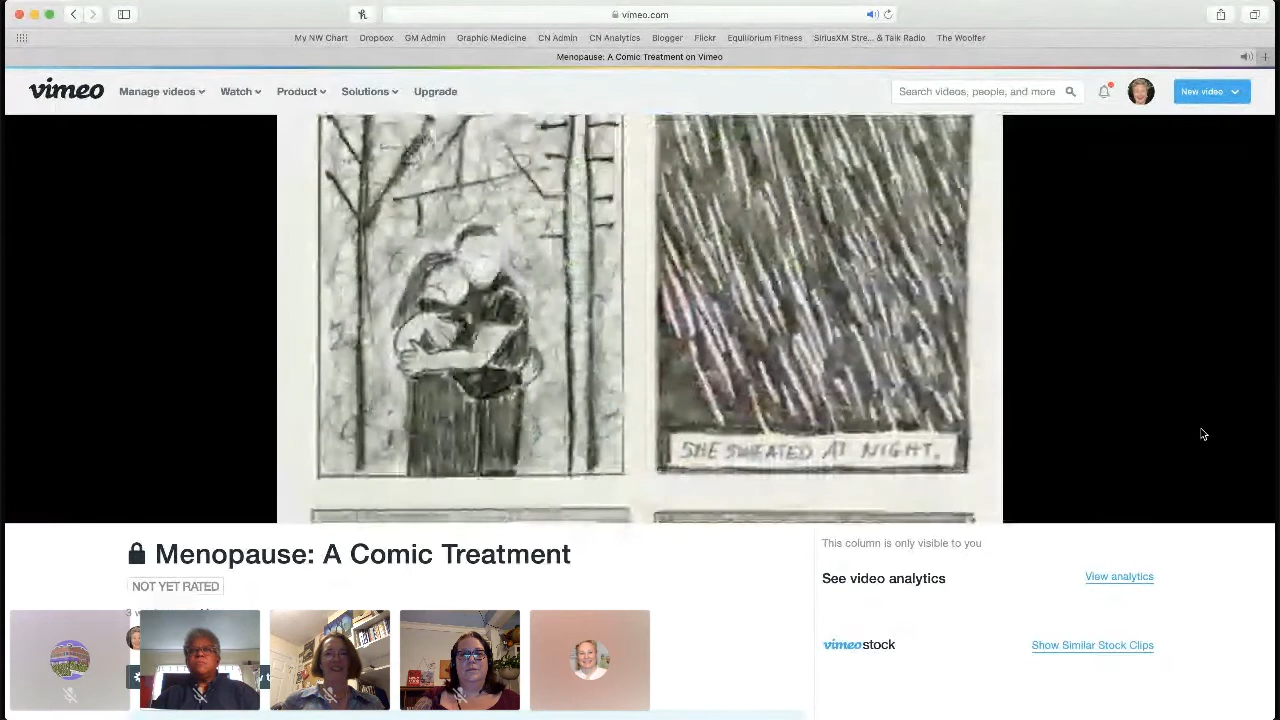 vimeo.com
My NW Chart Dropbox GM Admin Graphic Medicine CN Admin CN Analytics Blogger Flickr Equilibrium Fitness SiriusXM Stre... & Talk Radio The Woolfer
Menopause: A Comic Treatment on Vimeo
vimeo Manage videos Watch Product Solutions Upgrade Search videos, people, and more New video
SHE SWEATED AT NIGHT.
Menopause: A Comic Treatment
NOT YET RATED
This column is only visible to you
See video analytics View analytics
vimeo stock Show Similar Stock Clips